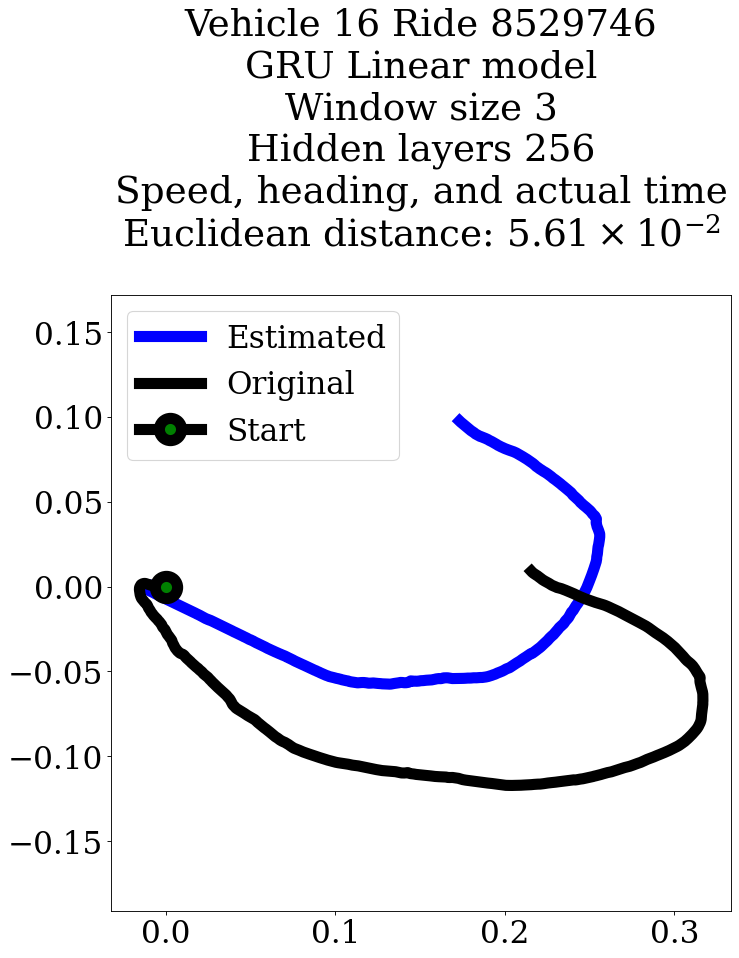 Vehicle 16 Ride 8529746
GRU Linear model
Window size 3
Hidden layers 256
Speed, heading, and actual time
Euclidean distance: 5.61 × 10⁻²
Estimated
Original
Start
0.15
0.10
0.05
0.00
−0.05
−0.10
−0.15
0.0 0.1 0.2 0.3